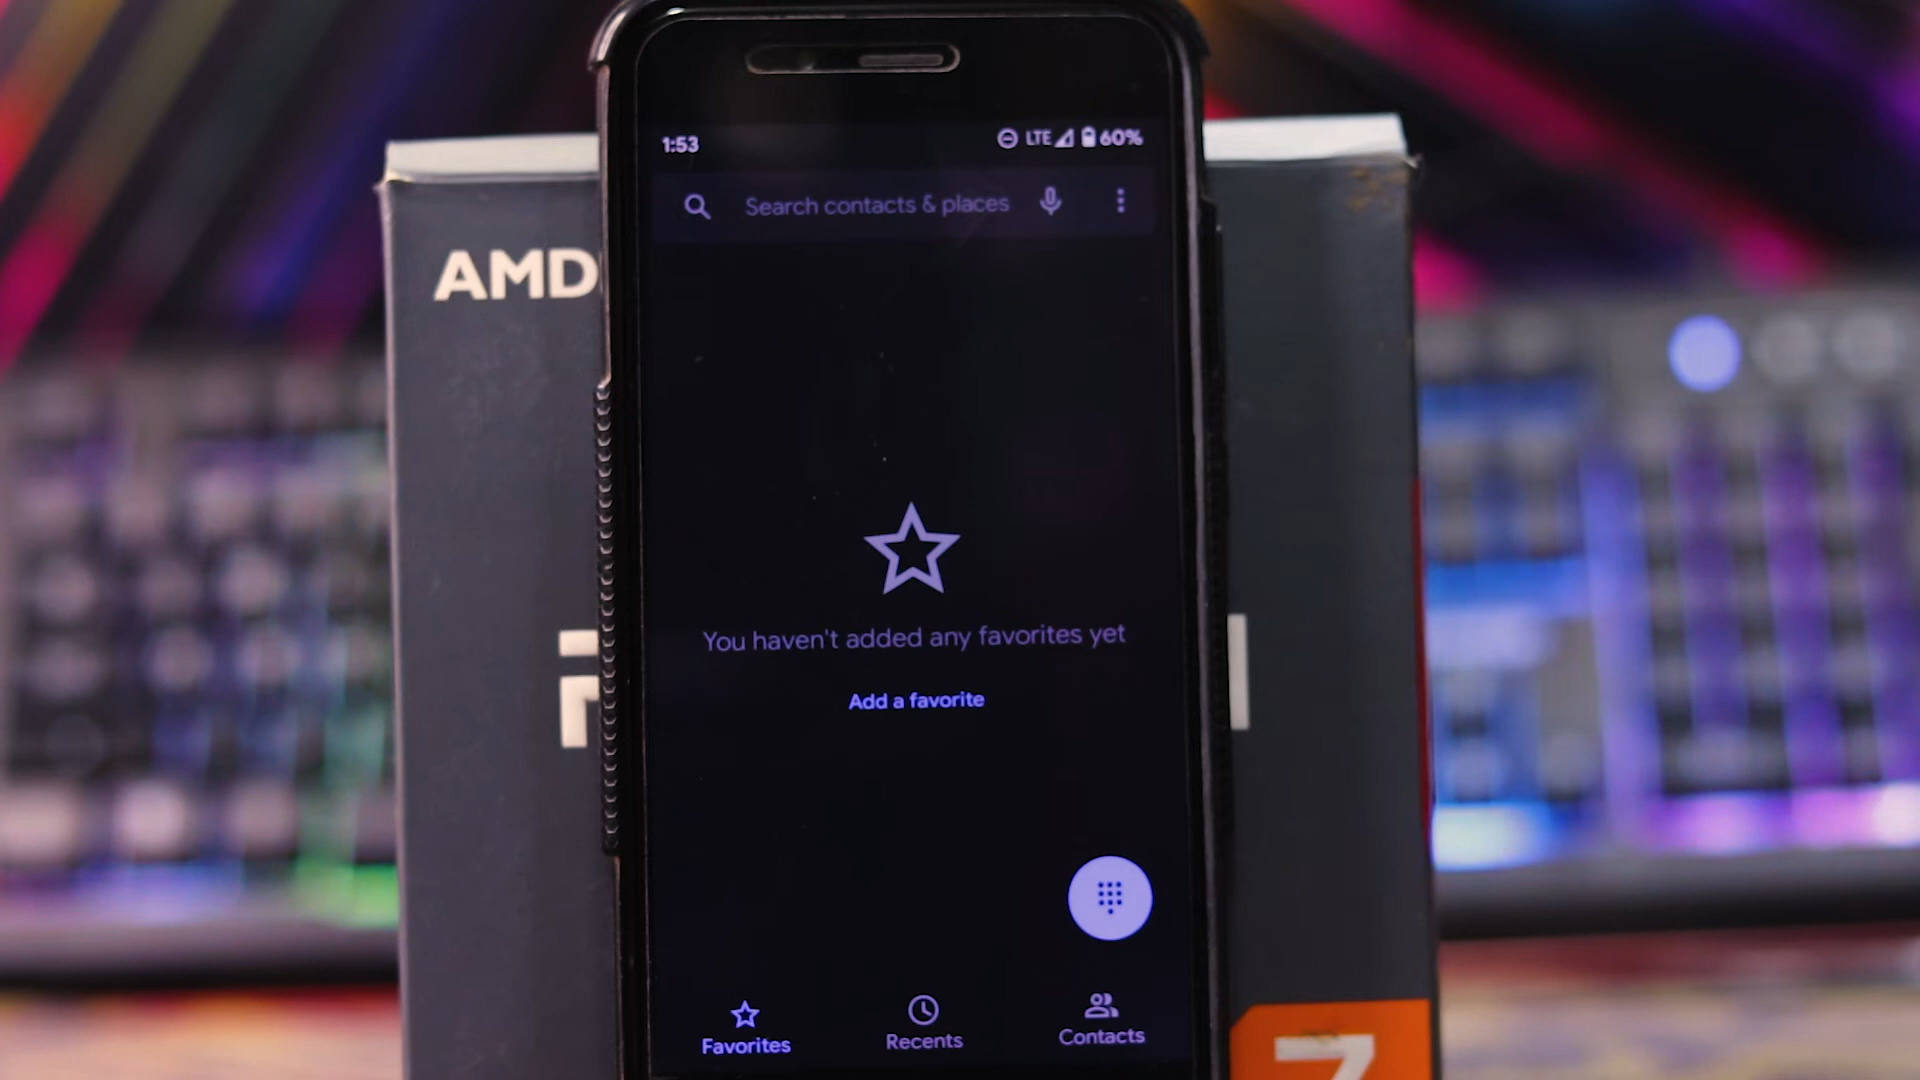 1:53
LTE 60%
Search contacts & places
AMD
You haven't added any favorites yet
Add a favorite
Favorites
Recents
Contacts
7